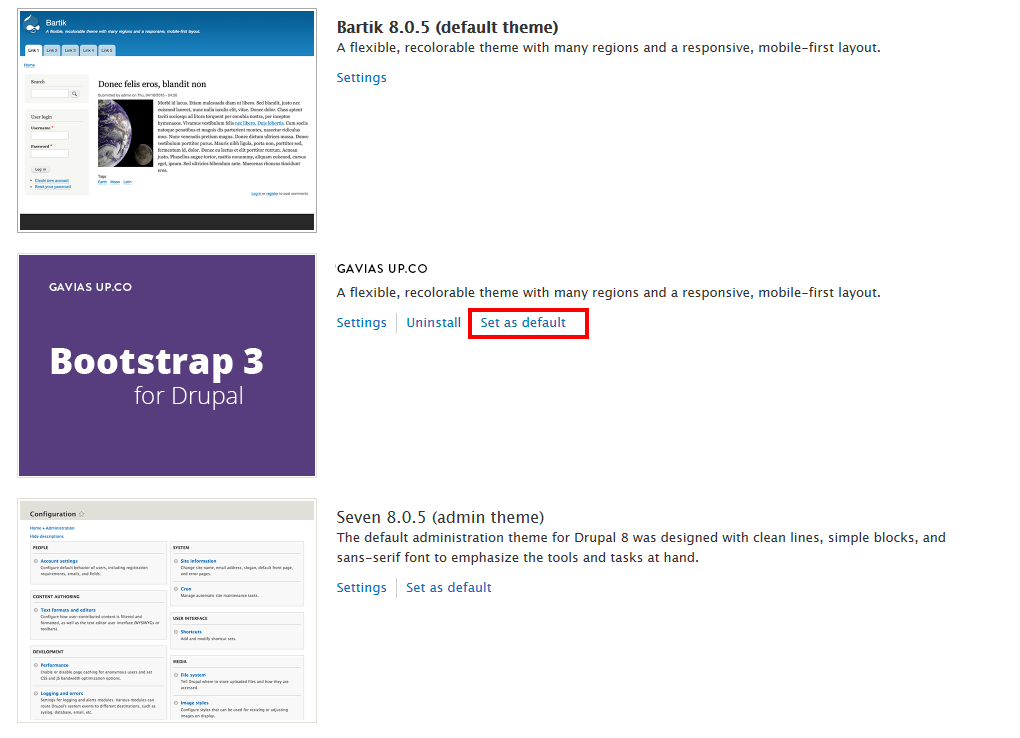 Bartik
A flexible, recolorable theme with many regions and a responsive, mobile-first layout.
Link 1 Link 2 Link 3 Link 4 Link 5
Home
Search
User login
Username *
Password *
Log in
Create new account
Reset your password
Donec felis eros, blandit non
Submitted by admin on Thu, 04/16/2015 - 04:00
Morbi id lacus. Etiam malesuada diam ut libero. Sed blandit, justo nec
euismod laoreet, nunc nulla iaculis elit, vitae. Donec dolor. Class aptent
taciti sociosqu ad litora torquent per conubia nostra, per inceptos
hymenaeos. Vivamus vestibulum felis nec libero. Duis lobortis. Cum sociis
natoque penatibus et magnis dis parturient montes, nascetur ridiculus
mus. Nunc venenatis pretium magna. Donec dictum ultrices massa. Donec
vestibulum porttitor purus. Mauris nibh ligula, porta non, porttitor sed,
fermentum id, dolor. Donec eu lectus et elit porttitor rutrum. Aenean
justo. Phasellus augue tortor, mattis nonummy, aliquam euismod, cursus
eget, ipsum. Sed ultricies bibendum ante. Maecenas rhoncus tincidunt
eros.
Tags
Earth Moon Latin
Log in or register to post comments
Bartik 8.0.5 (default theme)
A flexible, recolorable theme with many regions and a responsive, mobile-first layout.
Settings
GAVIAS UP.CO
Bootstrap 3
for Drupal
GAVIAS UP.CO
A flexible, recolorable theme with many regions and a responsive, mobile-first layout.
Settings Uninstall Set as default
Configuration
Home » Administration
Hide descriptions
PEOPLE
Account settings
Configure default behavior of users, including registration
requirements, emails, and fields.
CONTENT AUTHORING
Text formats and editors
Configure how user-contributed content is filtered and
formatted, as well as the text editor user interface (WYSIWYGs or
toolbars).
DEVELOPMENT
Performance
Enable or disable page caching for anonymous users and set
CSS and JS bandwidth optimization options.
Logging and errors
Settings for logging and alerts modules. Various modules can
route Drupal's system events to different destinations, such as
syslog, database, email, etc.
SYSTEM
Site information
Change site name, email address, slogan, default front page,
and error pages.
Cron
Manage automatic site maintenance tasks.
USER INTERFACE
Shortcuts
Add and modify shortcut sets.
MEDIA
File system
Tell Drupal where to store uploaded files and how they are
accessed.
Image styles
Configure styles that can be used for resizing or adjusting
images on display.
Seven 8.0.5 (admin theme)
The default administration theme for Drupal 8 was designed with clean lines, simple blocks, and
sans-serif font to emphasize the tools and tasks at hand.
Settings Set as default